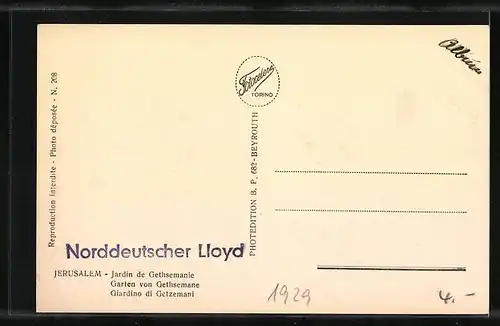 Reproduction Interdite - Photo déposée - N. 208
Fotocelere
TORINO
Album
PHOTEDITION B. P. 682-BEYROUTH
Norddeutscher Lloyd
JERUSALEM - Jardin de Gethsemanie
Garten von Gethsemane
Giardino di Getzemani
1929
4.-